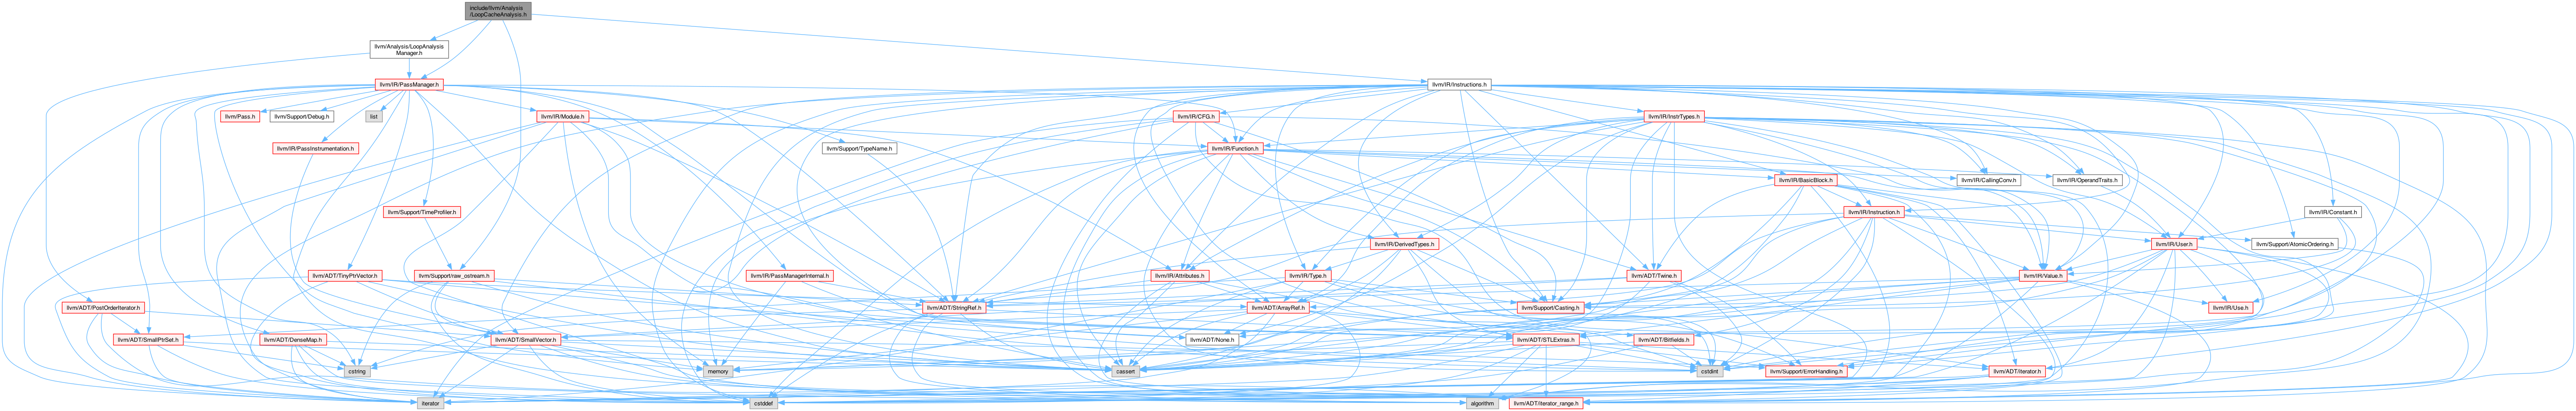 include/llvm/Analysis
/LoopCacheAnalysis.h
llvm/Analysis/LoopAnalysis
Manager.h
llvm/IR/PassManager.h
llvm/IR/Instructions.h
llvm/Pass.h
llvm/Support/Debug.h
list
llvm/IR/Module.h
llvm/IR/CFG.h
llvm/IR/InstrTypes.h
llvm/IR/PassInstrumentation.h
llvm/Support/TypeName.h
llvm/IR/Function.h
llvm/IR/BasicBlock.h
llvm/IR/CallingConv.h
llvm/IR/OperandTraits.h
llvm/Support/TimeProfiler.h
llvm/IR/Instruction.h
llvm/IR/Constant.h
llvm/IR/DerivedTypes.h
llvm/IR/User.h
llvm/Support/AtomicOrdering.h
llvm/ADT/TinyPtrVector.h
llvm/Support/raw_ostream.h
llvm/IR/PassManagerInternal.h
llvm/IR/Attributes.h
llvm/IR/Type.h
llvm/ADT/Twine.h
llvm/IR/Value.h
llvm/ADT/PostOrderIterator.h
llvm/ADT/StringRef.h
llvm/ADT/ArrayRef.h
llvm/Support/Casting.h
llvm/IR/Use.h
llvm/ADT/SmallPtrSet.h
llvm/ADT/DenseMap.h
llvm/ADT/SmallVector.h
llvm/ADT/None.h
llvm/ADT/STLExtras.h
llvm/ADT/Bitfields.h
cstring
memory
cassert
cstdint
llvm/Support/ErrorHandling.h
llvm/ADT/iterator.h
iterator
cstddef
algorithm
llvm/ADT/iterator_range.h